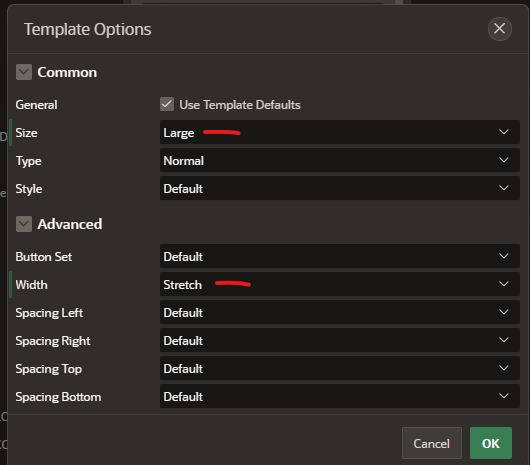 Template Options
Common
General Use Template Defaults
Size Large
Type Normal
Style Default
Advanced
Button Set Default
Width Stretch
Spacing Left Default
Spacing Right Default
Spacing Top Default
Spacing Bottom Default
Cancel OK